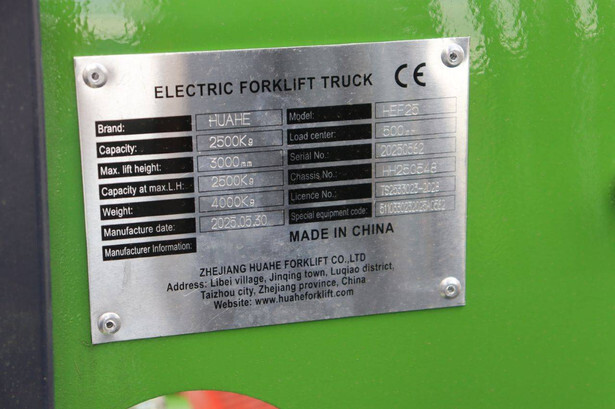 ELECTRIC FORKLIFT TRUCK CE
Brand: HUAHE Model: HEF25
Capacity: 2500Kg Load center: 500mm
Max. lift height: 3000mm Serial No.: 20250562
Capacity at max.L.H: 2500Kg Chassis No.:
Weight: 4000Kg Licence No.:
Manufacture date: 2025.05.30 Special equipment code:
Manufacturer Information: MADE IN CHINA
ZHEJIANG HUAHE FORKLIFT CO.,LTD
Address: Libei village, Jinqing town, Luqiao district,
Taizhou city, Zhejiang province, China
Website: www.huaheforklift.com